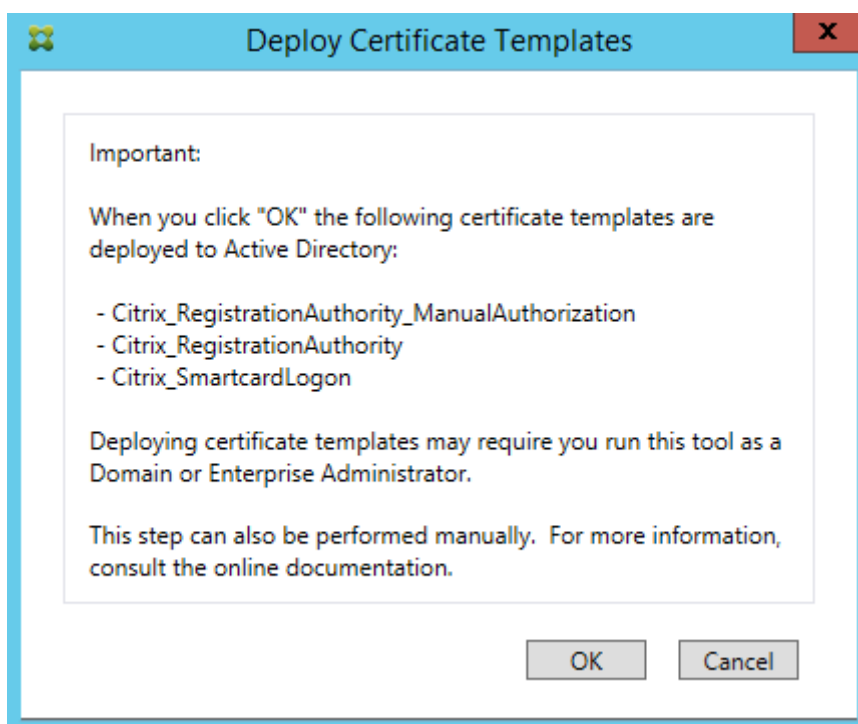 Deploy Certificate Templates
x
Important:
When you click "OK" the following certificate templates are
deployed to Active Directory:
- Citrix_RegistrationAuthority_ManualAuthorization
- Citrix_RegistrationAuthority
- Citrix_SmartcardLogon
Deploying certificate templates may require you run this tool as a
Domain or Enterprise Administrator.
This step can also be performed manually.  For more information,
consult the online documentation.
OK
Cancel